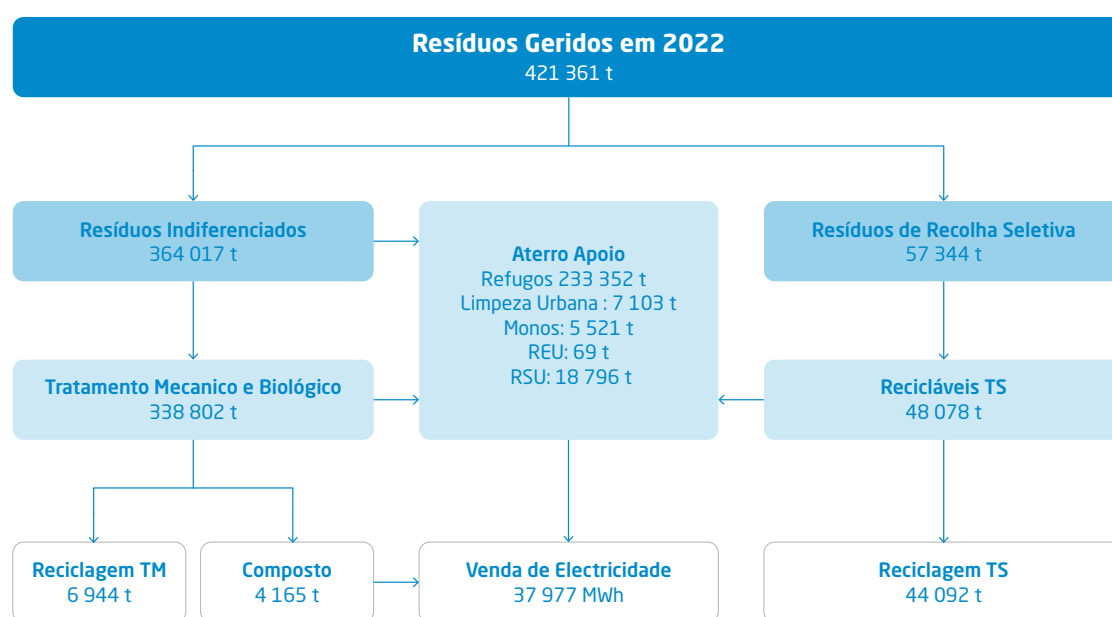 Resíduos Geridos em 2022
421 361 t
Resíduos Indiferenciados
364 017 t
Aterro Apoio
Refugos 233 352 t
Limpeza Urbana : 7 103 t
Monos: 5 521 t
REU: 69 t
RSU: 18 796 t
Resíduos de Recolha Seletiva
57 344 t
Tratamento Mecanico e Biológico
338 802 t
Recicláveis TS
48 078 t
Reciclagem TM
6 944 t
Composto
4 165 t
Venda de Electricidade
37 977 MWh
Reciclagem TS
44 092 t